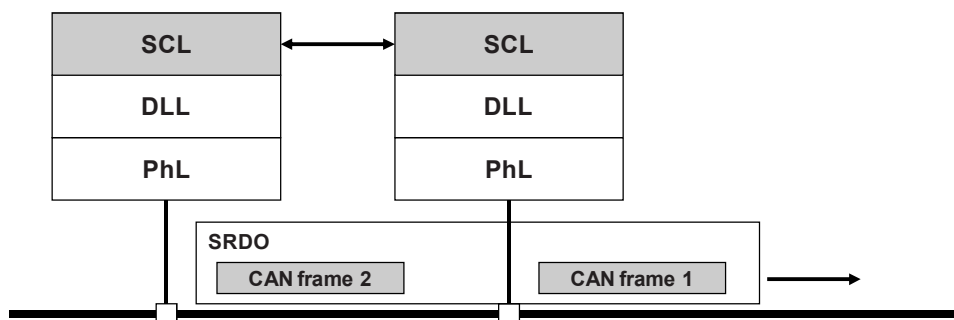 SCL
SCL
DLL
DLL
PhL
PhL
SRDO
CAN frame 2
CAN frame 1